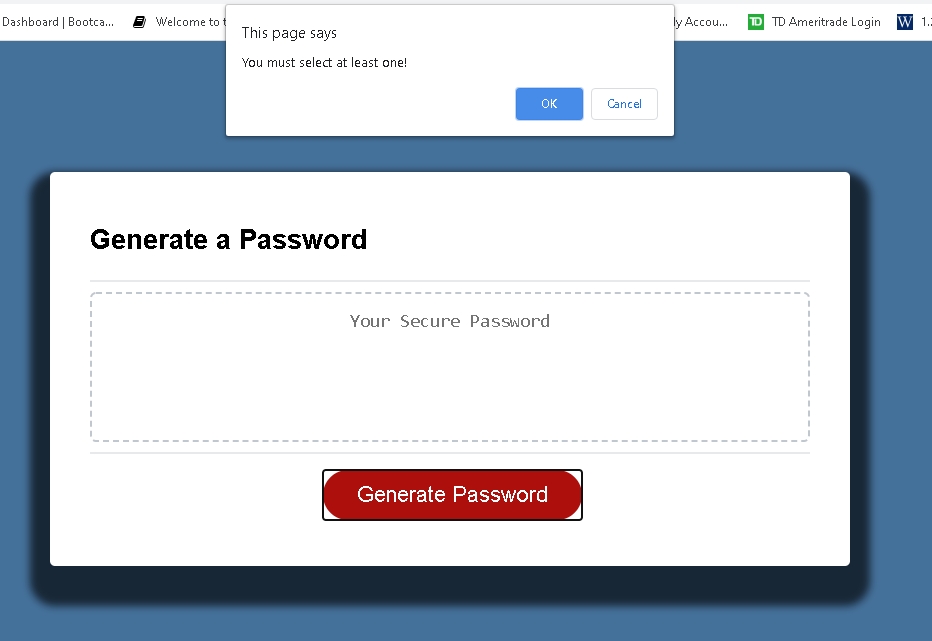 Dashboard | Bootca... Welcome to t ly Accou... TD TD Ameritrade Login W 1.
This page says
You must select at least one!
OK Cancel
Generate a Password
Your Secure Password
Generate Password